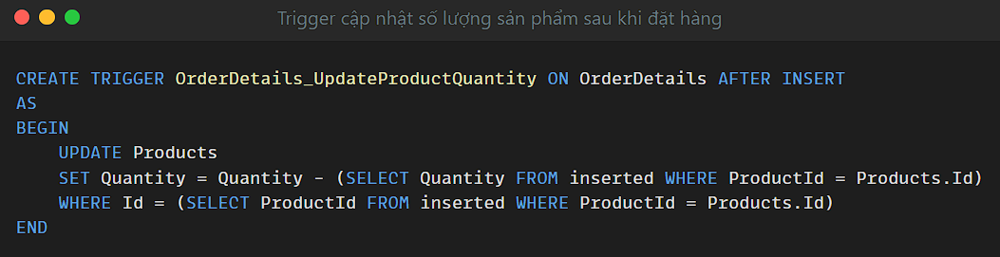 Trigger cập nhật số lượng sản phẩm sau khi đặt hàng
CREATE TRIGGER OrderDetails_UpdateProductQuantity ON OrderDetails AFTER INSERT
AS
BEGIN
    UPDATE Products
    SET Quantity = Quantity - (SELECT Quantity FROM inserted WHERE ProductId = Products.Id)
    WHERE Id = (SELECT ProductId FROM inserted WHERE ProductId = Products.Id)
END